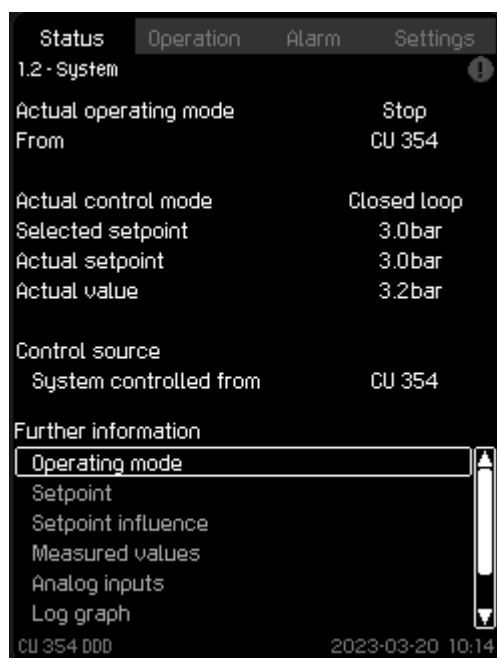 Status Operation Alarm Settings
1.2 - System
Actual operating mode Stop
From CU 354
Actual control mode Closed loop
Selected setpoint 3.0bar
Actual setpoint 3.0bar
Actual value 3.2bar
Control source
System controlled from CU 354
Further information
Operating mode
Setpoint
Setpoint influence
Measured values
Analog inputs
Log graph
CU 354 DDD 2023-03-20 10:14